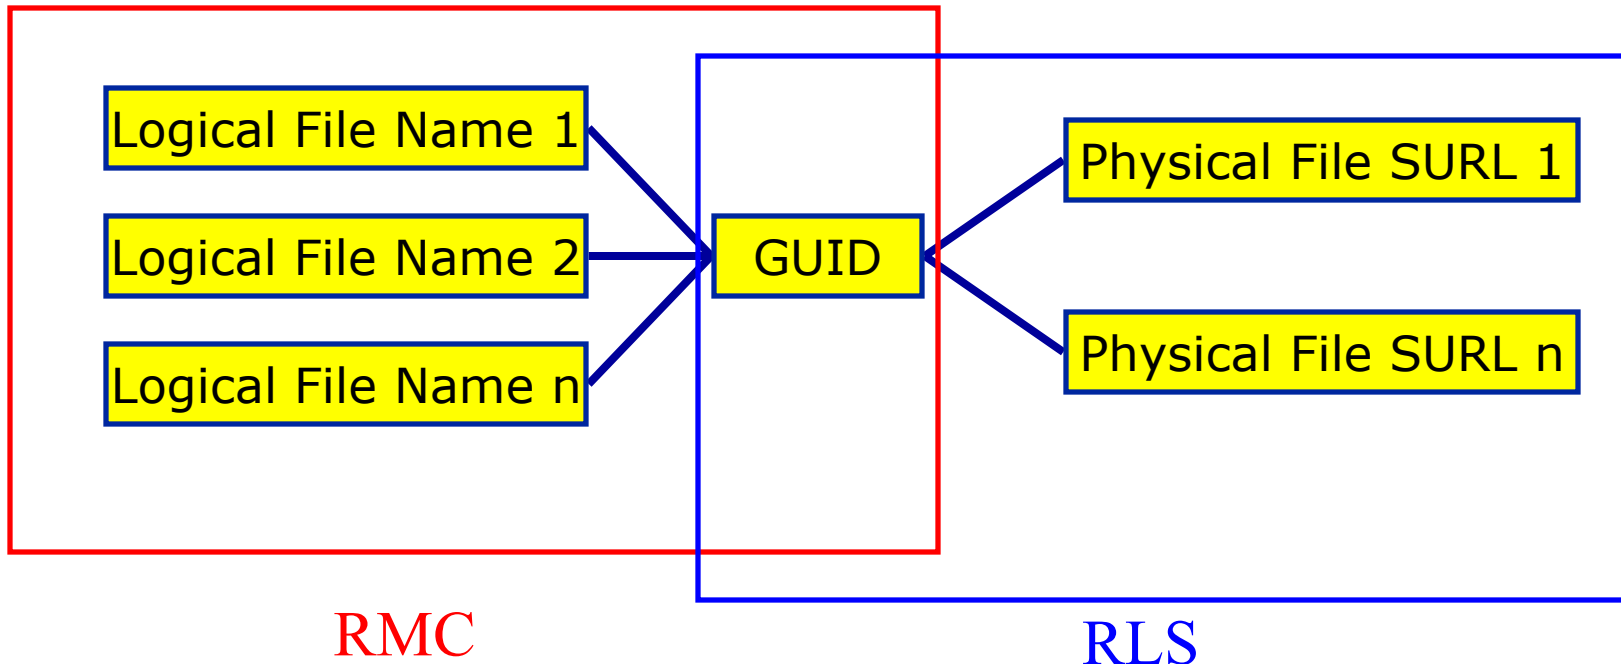 Logical File Name 1
Logical File Name 2
Logical File Name n
GUID
Physical File SURL 1
Physical File SURL n
RMC
RLS